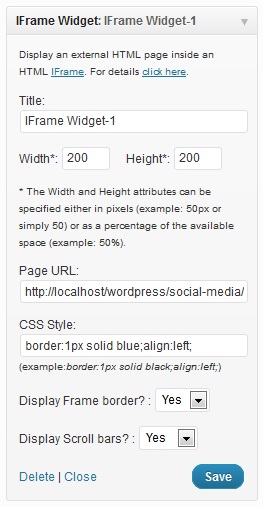 IFrame Widget: IFrame Widget-1
Display an external HTML page inside an
HTML IFrame. For details click here.
Title:
IFrame Widget-1
Width*: 200 Height*: 200
* The Width and Height attributes can be
specified either in pixels (example: 50px or
simply 50) or as a percentage of the available
space (example: 50%).
Page URL:
http://localhost/wordpress/social-media/
CSS Style:
border:1px solid blue;align:left;
(example:border:1px solid black;align:left;)
Display Frame border? : Yes
Display Scroll bars? : Yes
Delete | Close Save